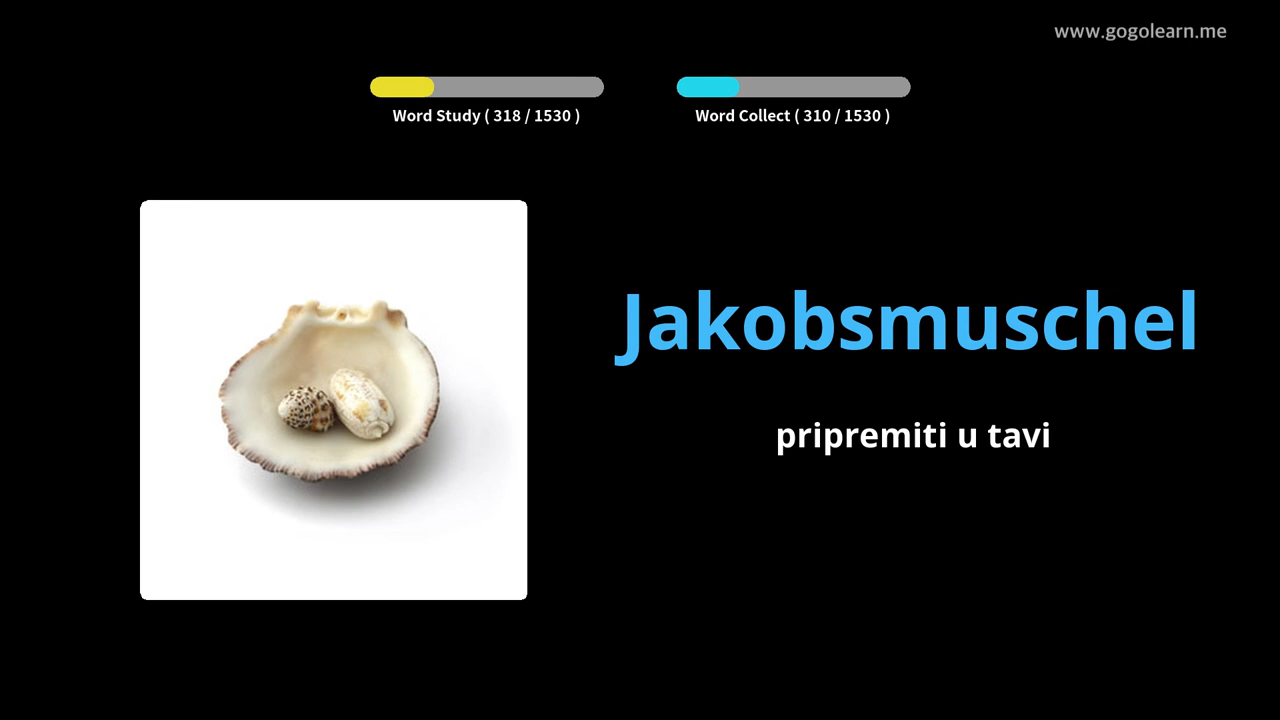 www.gogolearn.me
Word Study ( 318 / 1530 )
Word Collect ( 310 / 1530 )
Jakobsmuschel
pripremiti u tavi